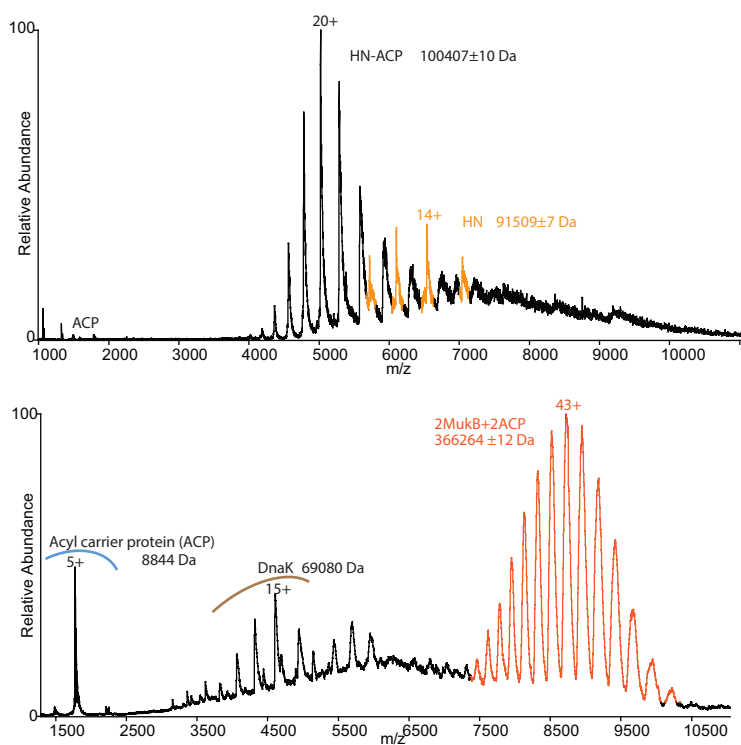 100
20+
HN-ACP 100407±10 Da
Relative Abundance
14+
HN 91509±7 Da
ACP
0
1000 2000 3000 4000 5000 6000 7000 8000 9000 10000
m/z
100
43+
2MukB+2ACP
366264 ±12 Da
Relative Abundance
Acyl carrier protein (ACP)
8844 Da
5+
DnaK 69080 Da
15+
0
1500 2500 3500 4500 5500 6500 7500 8500 9500 10500
m/z